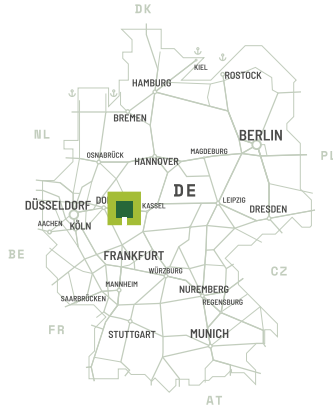 DK
KIEL
ROSTOCK
HAMBURG
BREMEN
NL
BERLIN
OSNABRÜCK
HANNOVER
MAGDEBURG
PL
DE
DÜSSELDORF
DO
KASSEL
LEIPZIG
DRESDEN
AACHEN
KÖLN
BE
FRANKFURT
WÜRZBURG
CZ
MANNHEIM
NUREMBERG
SAARBRÜCKEN
REGENSBURG
FR
STUTTGART
MUNICH
AT